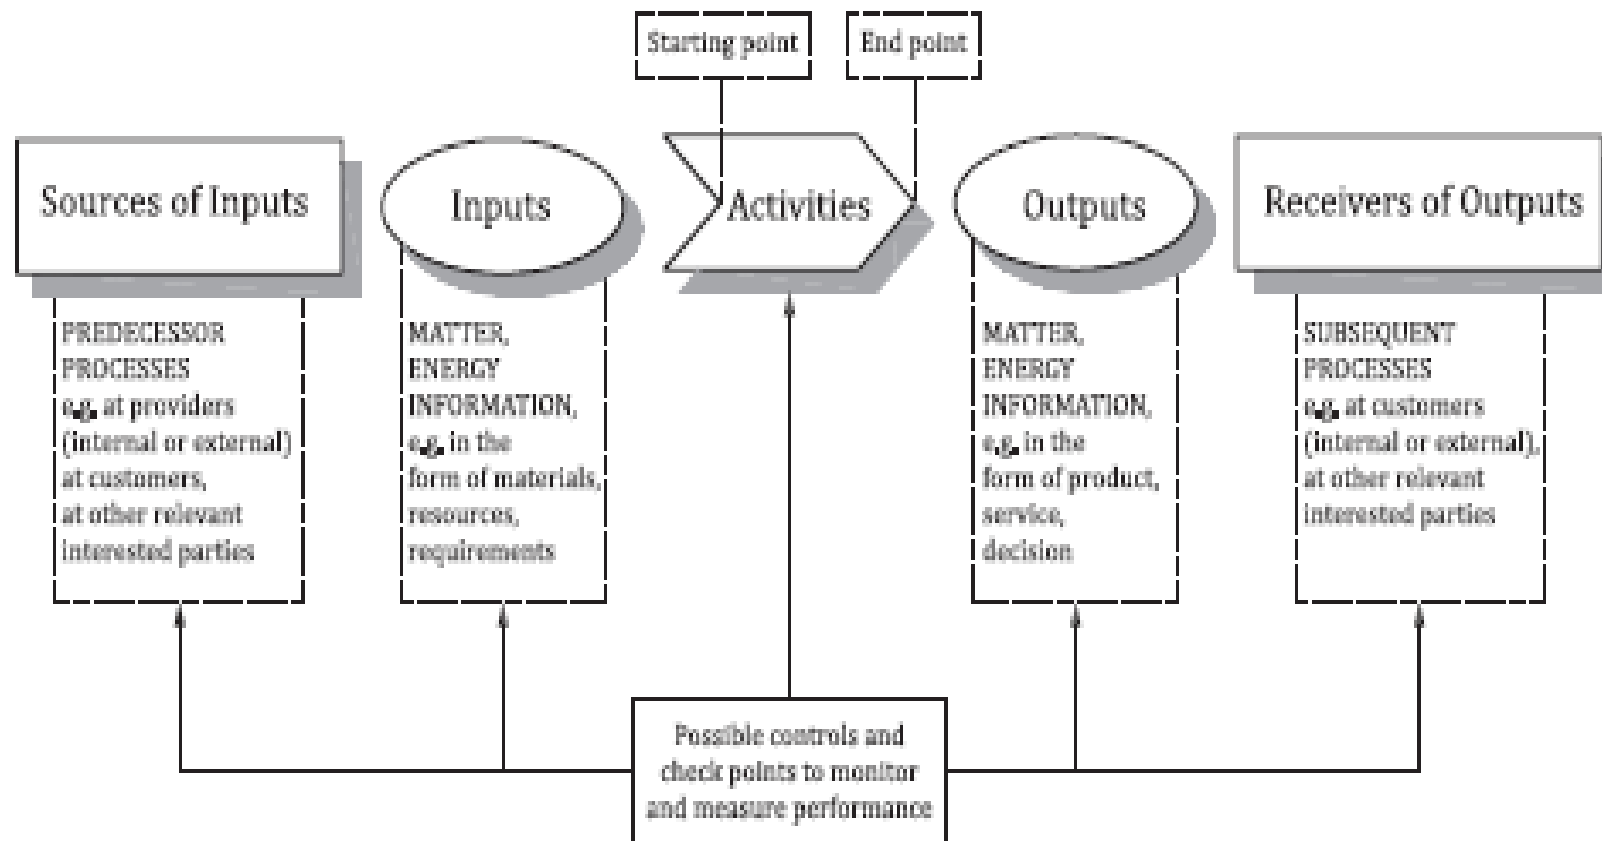 Starting point
End point
Sources of Inputs
Inputs
Activities
Outputs
Receivers of Outputs
PREDECESSOR
PROCESSES
e.g. at providers
(internal or external)
at customers,
at other relevant
interested parties
MATTER,
ENERGY
INFORMATION,
e.g. in the
form of materials,
resources,
requirements
MATTER,
ENERGY
INFORMATION,
e.g. in the
form of product,
service,
decision
SUBSEQUENT
PROCESSES
e.g. at customers
(internal or external),
at other relevant
interested parties
Possible controls and
check points to monitor
and measure performance